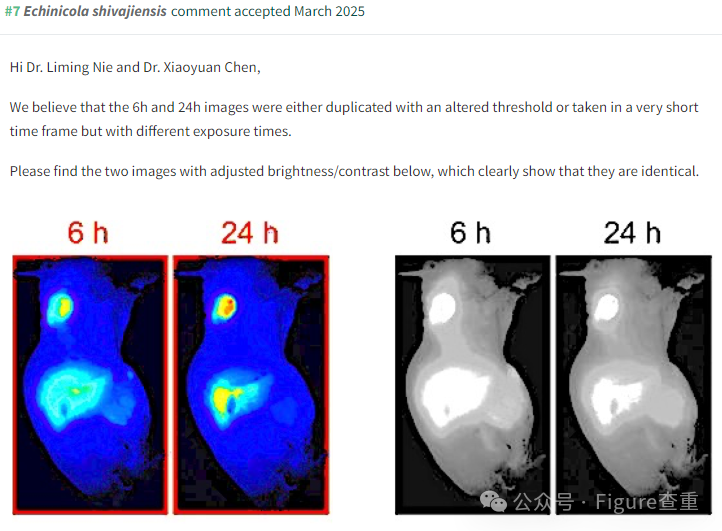 #7 Echinicola shivajiensis comment accepted March 2025
Hi Dr. Liming Nie and Dr. Xiaoyuan Chen,
We believe that the 6h and 24h images were either duplicated with an altered threshold or taken in a very short
time frame but with different exposure times.
Please find the two images with adjusted brightness/contrast below, which clearly show that they are identical.
6 h 24 h 6 h 24 h
公众号 · Figure查重